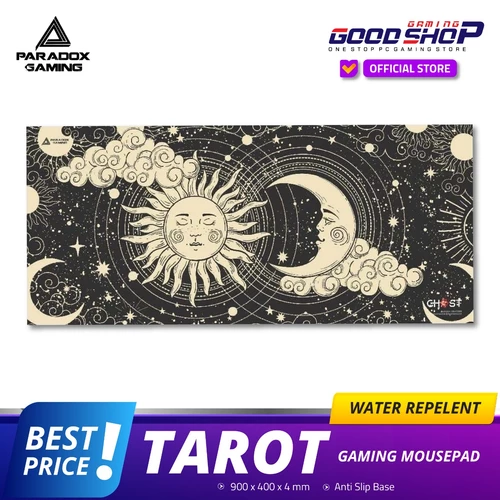 PARADOX
GAMING
GAMING
GOOD SHOP
ONE STOP PC GAMING STORE
OFFICIAL STORE
GHOST
WATER REPELENT
BEST
PRICE !
TAROT
GAMING MOUSEPAD
900 x 400 x 4 mm
Anti Slip Base